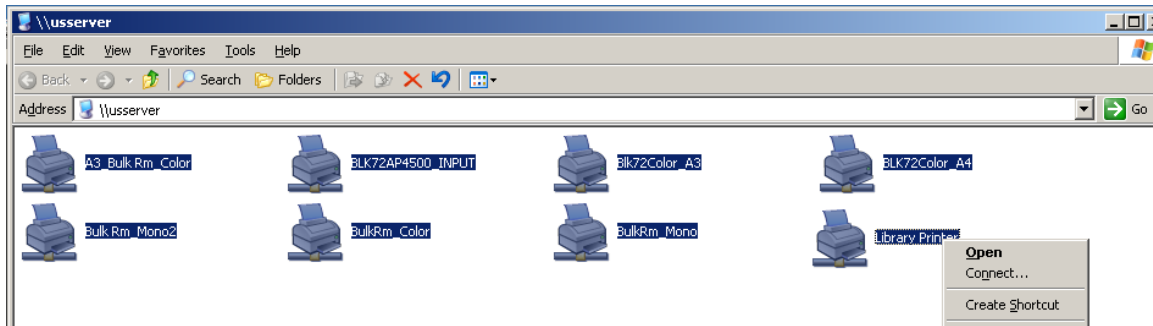 \\usserver
File Edit View Favorites Tools Help
Back Search Folders
Address \\usserver Go
A3_Bulk Rm_Color BLK72AP4500_INPUT Blk72Color_A3 BLK72Color_A4
Bulk Rm_Mono2 BulkRm_Color BulkRm_Mono Library Printer
Open
Connect...
Create Shortcut